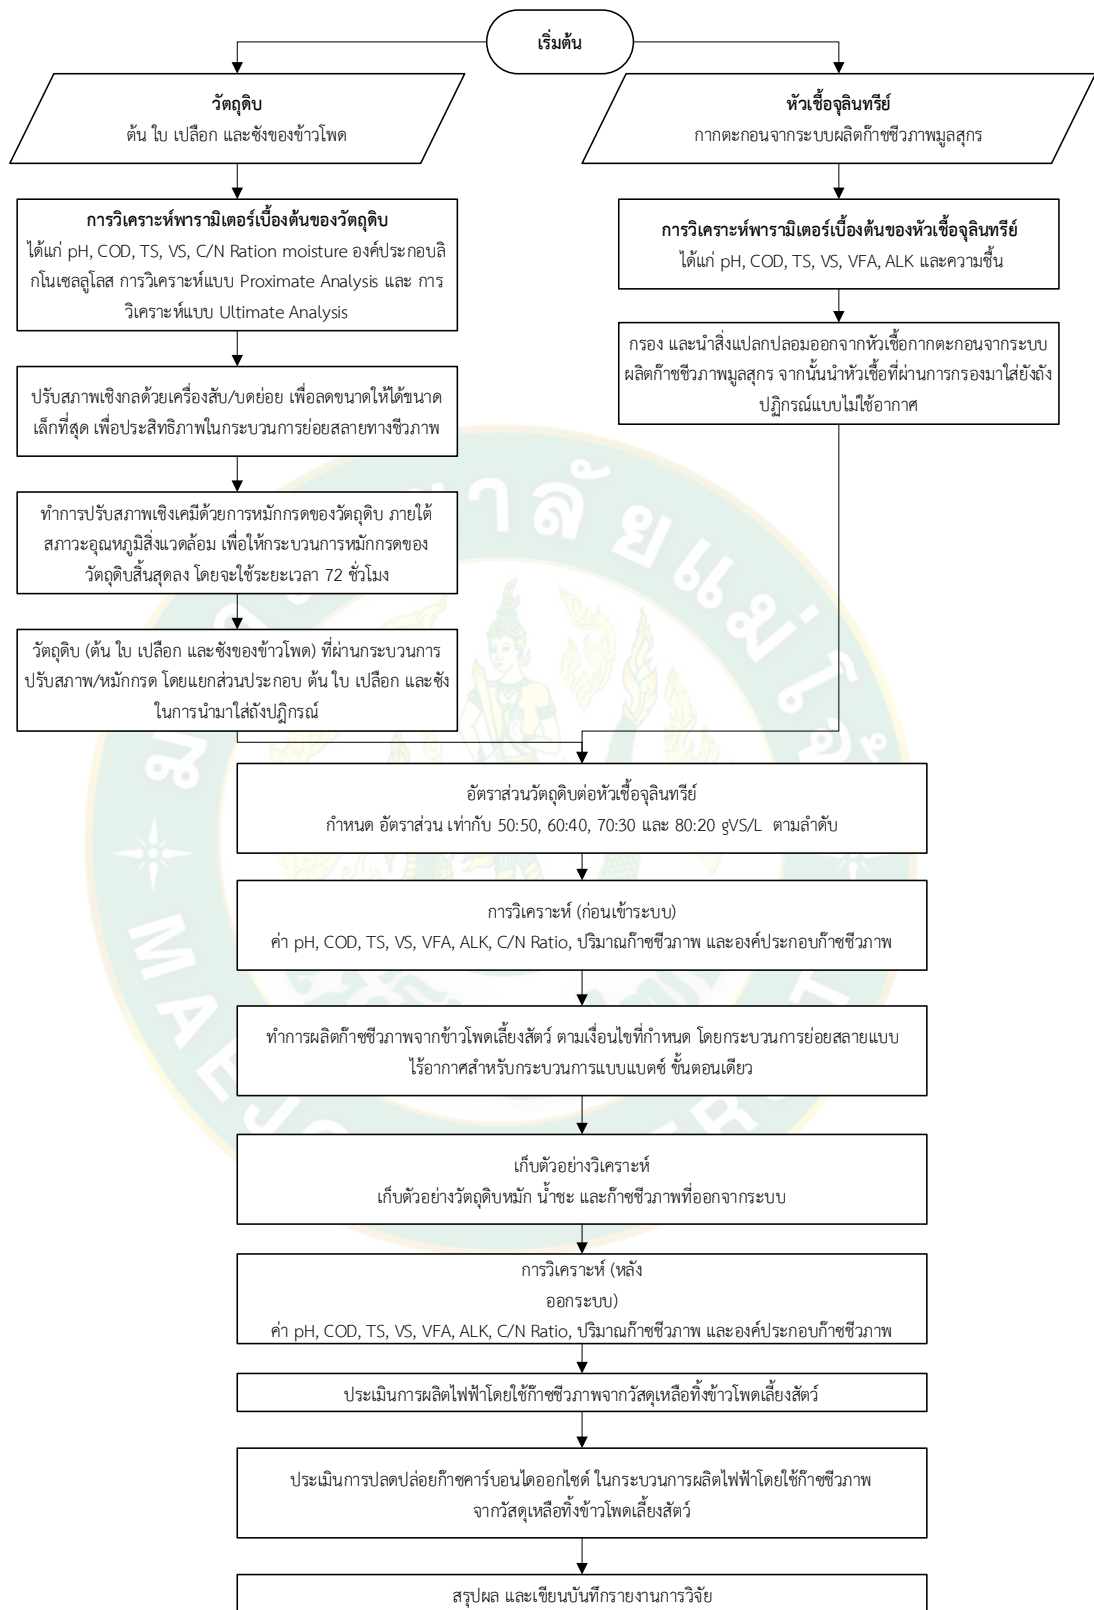 เริ่มต้น
วัตถุดิบ
ต้น ใบ เปลือก และซังของข้าวโพด
หัวเชื้อจุลินทรีย์
กากตะกอนจากระบบผลิตก๊าซชีวภาพมูลสุกร
การวิเคราะห์พารามิเตอร์เบื้องต้นของวัตถุดิบ
ได้แก่ pH, COD, TS, VS, C/N Ration moisture องค์ประกอบลิ
กโนเซลลูโลส การวิเคราะห์แบบ Proximate Analysis และ การ
วิเคราะห์แบบ Ultimate Analysis
การวิเคราะห์พารามิเตอร์เบื้องต้นของหัวเชื้อจุลินทรีย์
ได้แก่ pH, COD, TS, VS, VFA, ALK และความชื้น
ปรับสภาพเชิงกลด้วยเครื่องสับ/บดย่อย เพื่อลดขนาดให้ได้ขนาด
เล็กที่สุด เพื่อประสิทธิภาพในกระบวนการย่อยสลายทางชีวภาพ
กรอง และนำสิ่งแปลกปลอมออกจากหัวเชื้อกากตะกอนจากระบบ
ผลิตก๊าซชีวภาพมูลสุกร จากนั้นนำหัวเชื้อที่ผ่านการกรองมาใส่ยังถัง
ปฏิกรณ์แบบไม่ใช้อากาศ
ทำการปรับสภาพเชิงเคมีด้วยการหมักกรดของวัตถุดิบ ภายใต้
สภาวะอุณหภูมิสิ่งแวดล้อม เพื่อให้กระบวนการหมักกรดของ
วัตถุดิบสิ้นสุดลง โดยจะใช้ระยะเวลา 72 ชั่วโมง
วัตถุดิบ (ต้น ใบ เปลือก และซังของข้าวโพด) ที่ผ่านกระบวนการ
ปรับสภาพ/หมักกรด โดยแยกส่วนประกอบ ต้น ใบ เปลือก และซัง
ในการนำมาใส่ถังปฏิกรณ์
อัตราส่วนวัตถุดิบต่อหัวเชื้อจุลินทรีย์
กำหนด อัตราส่วน เท่ากับ 50:50, 60:40, 70:30 และ 80:20 gVS/L ตามลำดับ
การวิเคราะห์ (ก่อนเข้าระบบ)
ค่า pH, COD, TS, VS, VFA, ALK, C/N Ratio, ปริมาณก๊าซชีวภาพ และองค์ประกอบก๊าซชีวภาพ
ทำการผลิตก๊าซชีวภาพจากข้าวโพดเลี้ยงสัตว์ ตามเงื่อนไขที่กำหนด โดยกระบวนการย่อยสลายแบบ
ไร้อากาศสำหรับกระบวนการแบบแบตซ์ ขั้นตอนเดียว
เก็บตัวอย่างวิเคราะห์
เก็บตัวอย่างวัตถุดิบหมัก น้ำชะ และก๊าซชีวภาพที่ออกจากระบบ
การวิเคราะห์ (หลัง
ออกระบบ)
ค่า pH, COD, TS, VS, VFA, ALK, C/N Ratio, ปริมาณก๊าซชีวภาพ และองค์ประกอบก๊าซชีวภาพ
ประเมินการผลิตไฟฟ้าโดยใช้ก๊าซชีวภาพจากวัสดุเหลือทิ้งข้าวโพดเลี้ยงสัตว์
ประเมินการปลดปล่อยก๊าซคาร์บอนไดออกไซด์ ในกระบวนการผลิตไฟฟ้าโดยใช้ก๊าซชีวภาพ
จากวัสดุเหลือทิ้งข้าวโพดเลี้ยงสัตว์
สรุปผล และเขียนบันทึกรายงานการวิจัย